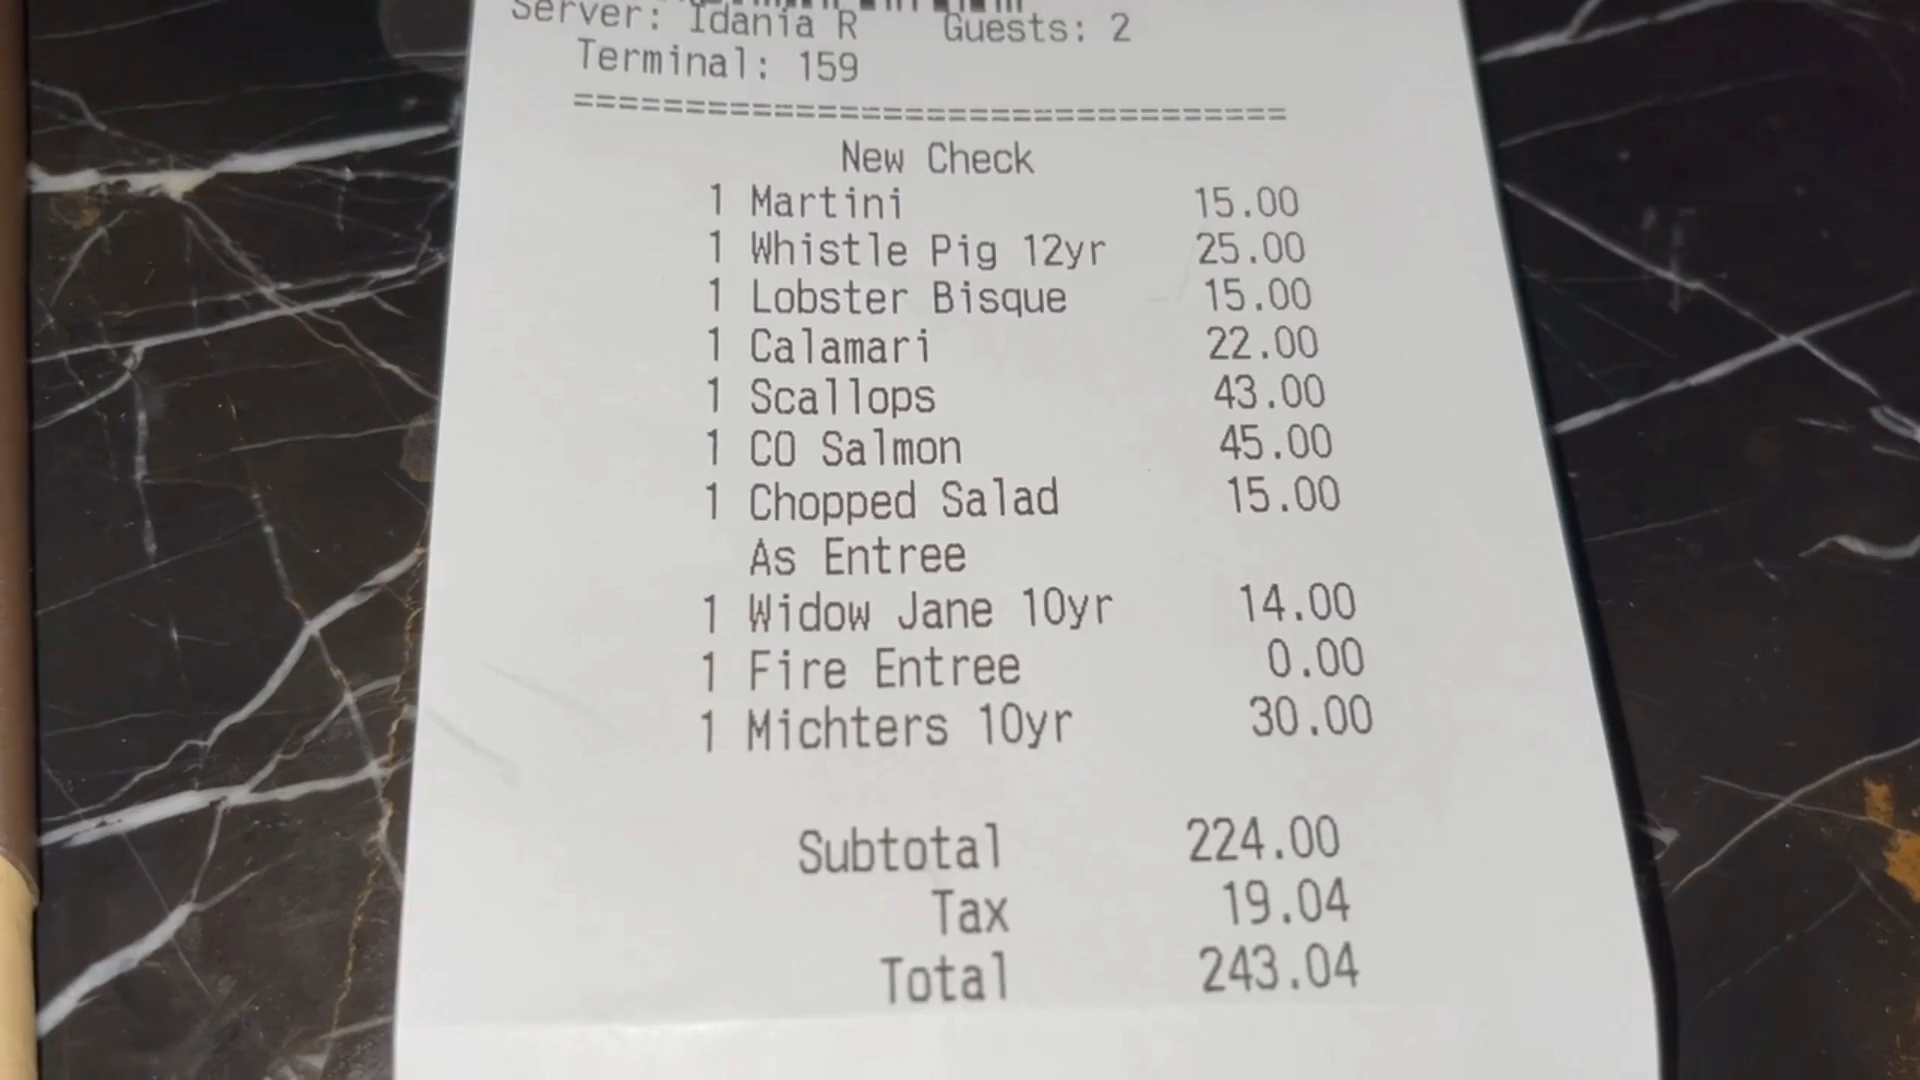 Server: Idania R Guests: 2
Terminal: 159
================================
New Check
1 Martini 15.00
1 Whistle Pig 12yr 25.00
1 Lobster Bisque 15.00
1 Calamari 22.00
1 Scallops 43.00
1 CO Salmon 45.00
1 Chopped Salad 15.00
As Entree
1 Widow Jane 10yr 14.00
1 Fire Entree 0.00
1 Michters 10yr 30.00
Subtotal 224.00
Tax 19.04
Total 243.04